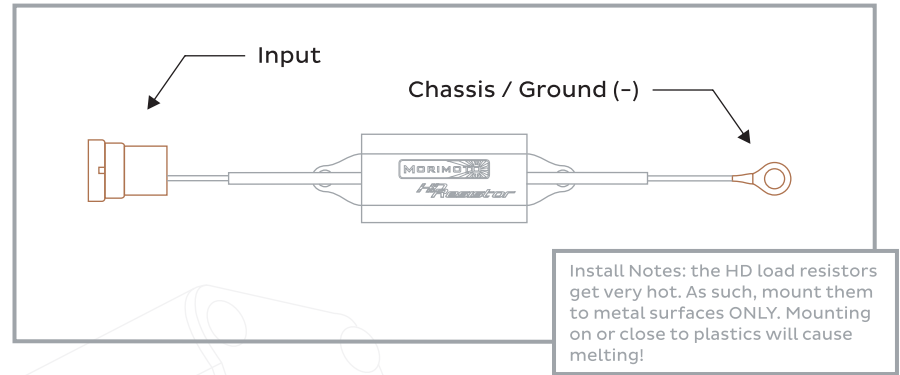 Input
Chassis / Ground (-)
MORIMOTO
HD
Resistor
Install Notes: the HD load resistors
get very hot. As such, mount them
to metal surfaces ONLY. Mounting
on or close to plastics will cause
melting!